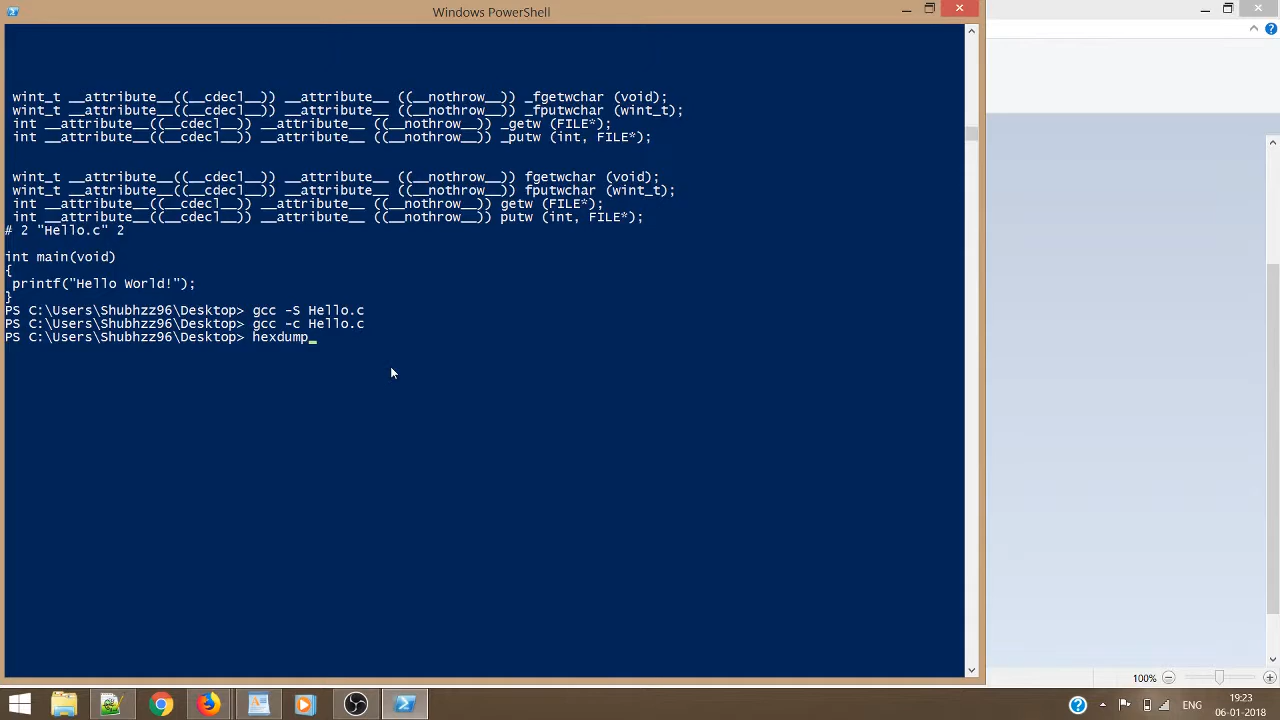 Windows PowerShell
wint_t __attribute__((__cdecl__)) __attribute__ ((__nothrow__)) _fgetwchar (void);
wint_t __attribute__((__cdecl__)) __attribute__ ((__nothrow__)) _fputwchar (wint_t);
int __attribute__((__cdecl__)) __attribute__ ((__nothrow__)) _getw (FILE*);
int __attribute__((__cdecl__)) __attribute__ ((__nothrow__)) _putw (int, FILE*);
wint_t __attribute__((__cdecl__)) __attribute__ ((__nothrow__)) fgetwchar (void);
wint_t __attribute__((__cdecl__)) __attribute__ ((__nothrow__)) fputwchar (wint_t);
int __attribute__((__cdecl__)) __attribute__ ((__nothrow__)) getw (FILE*);
int __attribute__((__cdecl__)) __attribute__ ((__nothrow__)) putw (int, FILE*);
# 2 "Hello.c" 2
int main(void)
{
printf("Hello World!");
}
PS C:\Users\Shubhzz96\Desktop> gcc -S Hello.c
PS C:\Users\Shubhzz96\Desktop> gcc -c Hello.c
PS C:\Users\Shubhzz96\Desktop> hexdump_
100%
ENG
19:23
06-01-2018